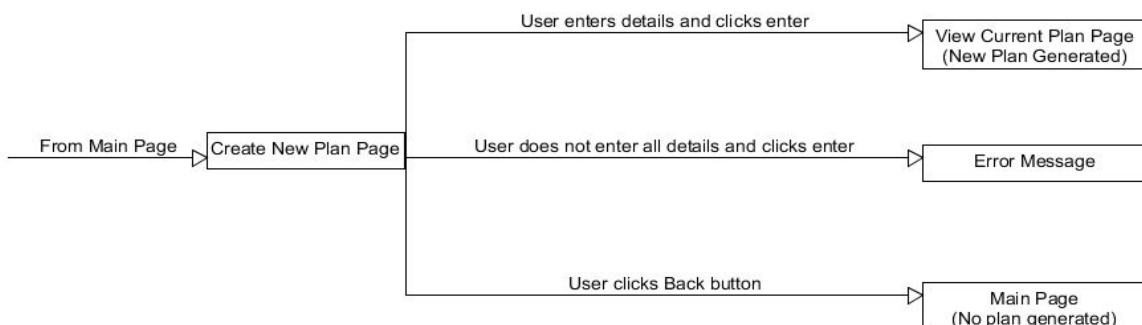 User enters details and clicks enter
View Current Plan Page
(New Plan Generated)
From Main Page
Create New Plan Page
User does not enter all details and clicks enter
Error Message
User clicks Back button
Main Page
(No plan generated)